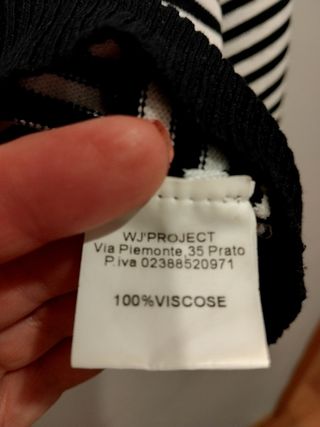 WJ'PROJECT
Via Piemonte,35 Prato
P.iva 02388520971
100%VISCOSE